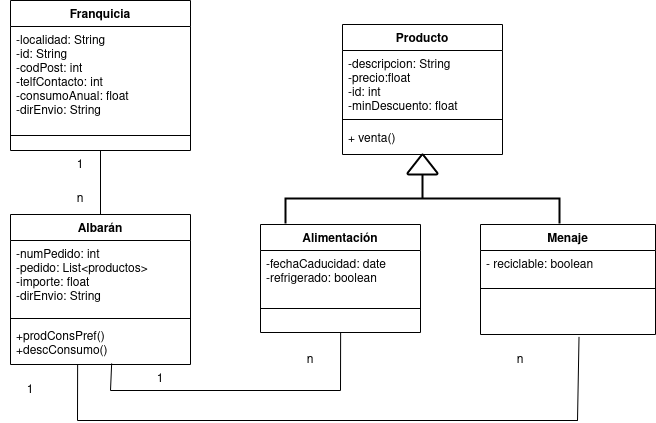 Franquicia
-localidad: String
-id: String
-codPost: int
-telfContacto: int
-consumoAnual: float
-dirEnvio: String
Producto
-descripcion: String
-precio:float
-id: int
-minDescuento: float
+ venta()
1
n
Albarán
-numPedido: int
-pedido: List<productos>
-importe: float
-dirEnvio: String
+prodConsPref()
+descConsumo()
Alimentación
-fechaCaducidad: date
-refrigerado: boolean
Menaje
- reciclable: boolean
n
n
1
1